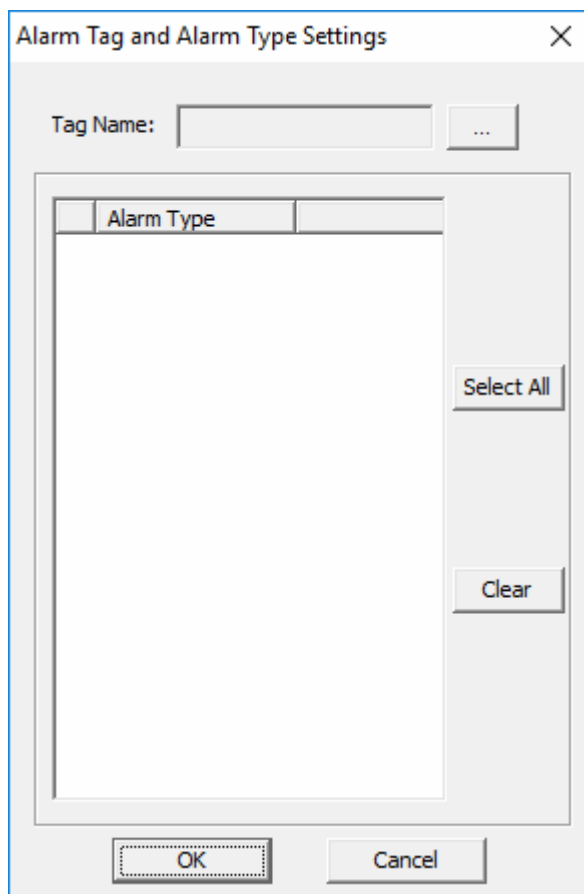 Alarm Tag and Alarm Type Settings
Tag Name: ...
Alarm Type
Select All
Clear
OK Cancel